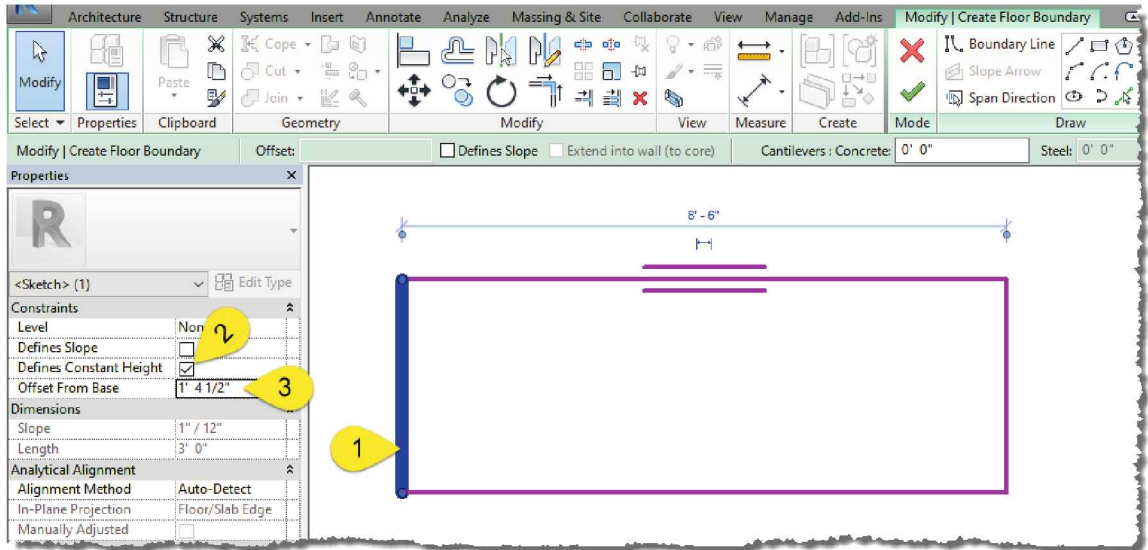 Architecture Structure Systems Insert Annotate Analyze Massing & Site Collaborate View Manage Add-Ins Modify | Create Floor Boundary
Modify Paste Cope Cut Join Boundary Line Slope Arrow Span Direction
Select Properties Clipboard Geometry Modify View Measure Create Mode Draw
Modify | Create Floor Boundary Offset: Defines Slope Extend into wall (to core) Cantilevers : Concrete: 0' 0" Steel: 0' 0"
Properties x
R
8' - 6"
<Sketch> (1) Edit Type
Constraints
Level
Defines Slope
2
Defines Constant Height
Offset From Base 1' 4 1/2"
3
Dimensions
Slope 1" / 12"
Length 3' 0"
1
Analytical Alignment
Alignment Method Auto-Detect
In-Plane Projection Floor/Slab Edge
Manually Adjusted